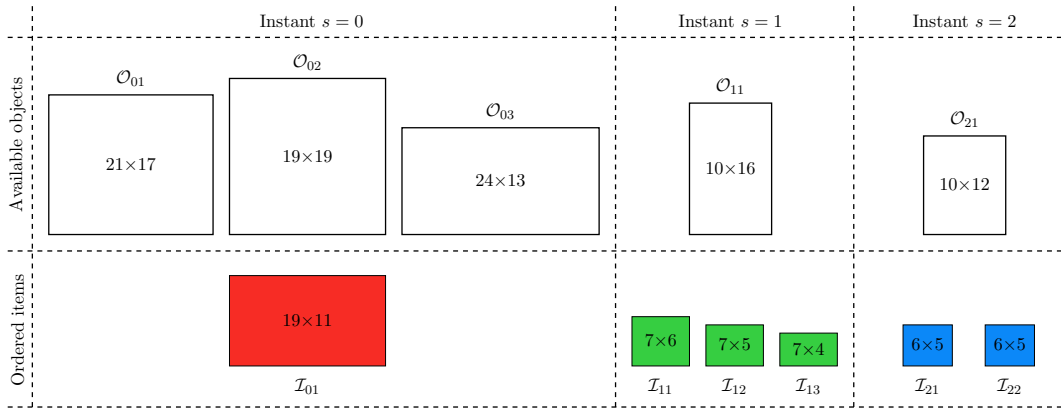 Instant s = 0
Instant s = 1
Instant s = 2
Available objects
𝒪₀₁
21×17
𝒪₀₂
19×19
𝒪₀₃
24×13
𝒪₁₁
10×16
𝒪₂₁
10×12
Ordered items
19×11
ℐ₀₁
7×6
ℐ₁₁
7×5
ℐ₁₂
7×4
ℐ₁₃
6×5
ℐ₂₁
6×5
ℐ₂₂